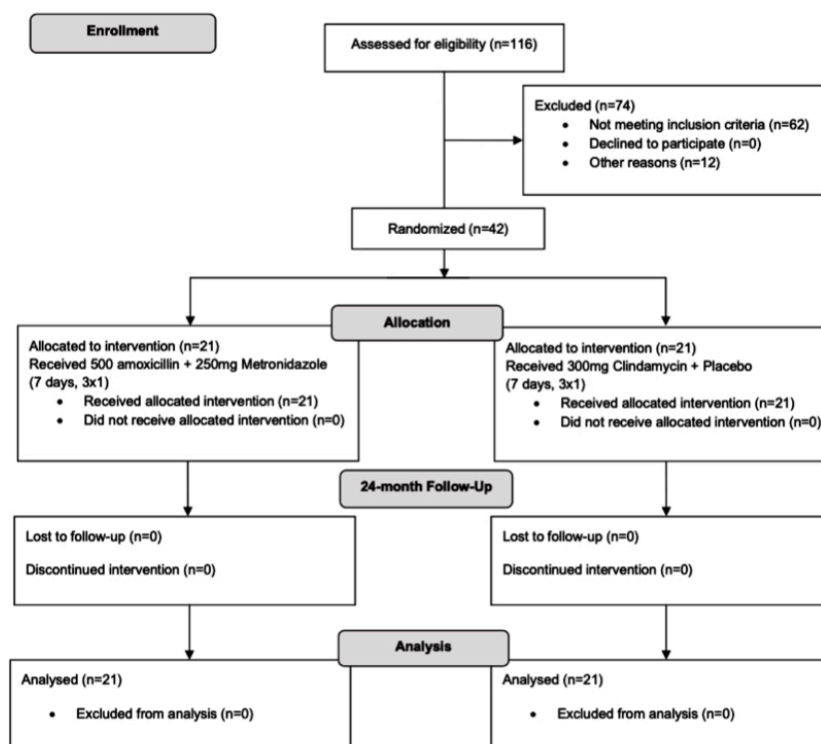 Enrollment
Assessed for eligibility (n=116)
Excluded (n=74)
• Not meeting inclusion criteria (n=62)
• Declined to participate (n=0)
• Other reasons (n=12)
Randomized (n=42)
Allocation
Allocated to intervention (n=21)
Received 500 amoxicillin + 250mg Metronidazole
(7 days, 3x1)
• Received allocated intervention (n=21)
• Did not receive allocated intervention (n=0)
Allocated to intervention (n=21)
Received 300mg Clindamycin + Placebo
(7 days, 3x1)
• Received allocated intervention (n=21)
• Did not receive allocated intervention (n=0)
24-month Follow-Up
Lost to follow-up (n=0)
Discontinued intervention (n=0)
Lost to follow-up (n=0)
Discontinued intervention (n=0)
Analysis
Analysed (n=21)
• Excluded from analysis (n=0)
Analysed (n=21)
• Excluded from analysis (n=0)